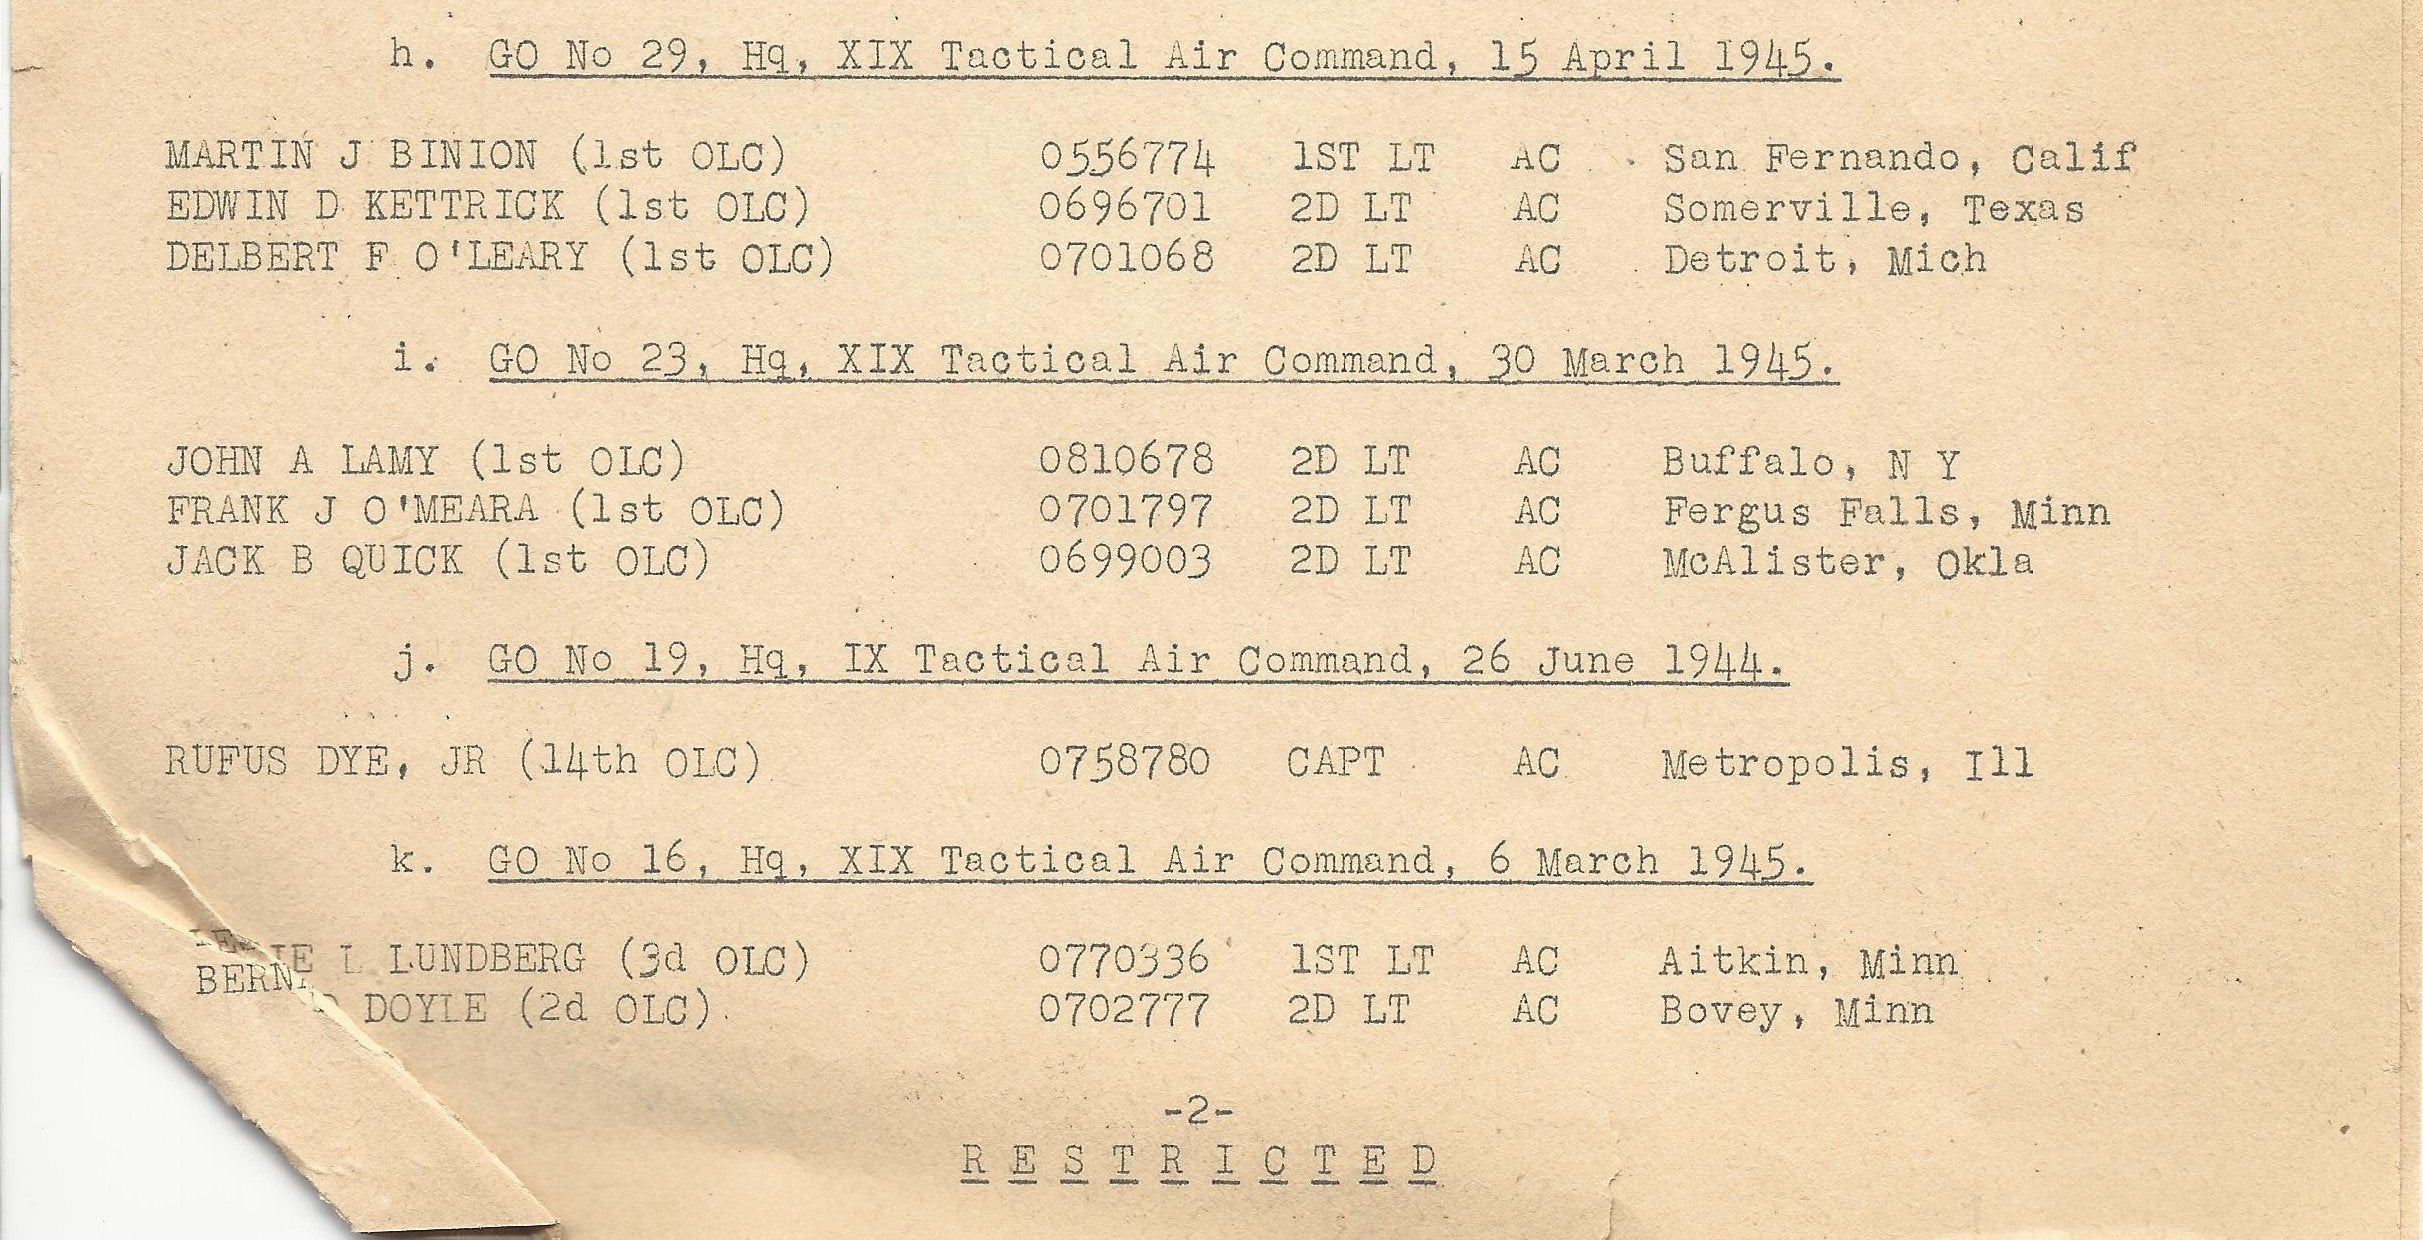 h. GO No 29, Hq, XIX Tactical Air Command, 15 April 1945.
MARTIN J BINION (1st OLC) 0556774 1ST LT AC San Fernando, Calif
EDWIN D KETTRICK (1st OLC) 0696701 2D LT AC Somerville, Texas
DELBERT F O'LEARY (1st OLC) 0701068 2D LT AC Detroit, Mich
i. GO No 23, Hq, XIX Tactical Air Command, 30 March 1945.
JOHN A LAMY (1st OLC) 0810678 2D LT AC Buffalo, N Y
FRANK J O'MEARA (1st OLC) 0701797 2D LT AC Fergus Falls, Minn
JACK B QUICK (1st OLC) 0699003 2D LT AC McAlister, Okla
j. GO No 19, Hq, IX Tactical Air Command, 26 June 1944.
RUFUS DYE, JR (14th OLC) 0758780 CAPT AC Metropolis, Ill
k. GO No 16, Hq, XIX Tactical Air Command, 6 March 1945.
L LUNDBERG (3d OLC) 0770336 1ST LT AC Aitkin, Minn
DOYLE (2d OLC) 0702777 2D LT AC Bovey, Minn
-2-
R E S T R I C T E D